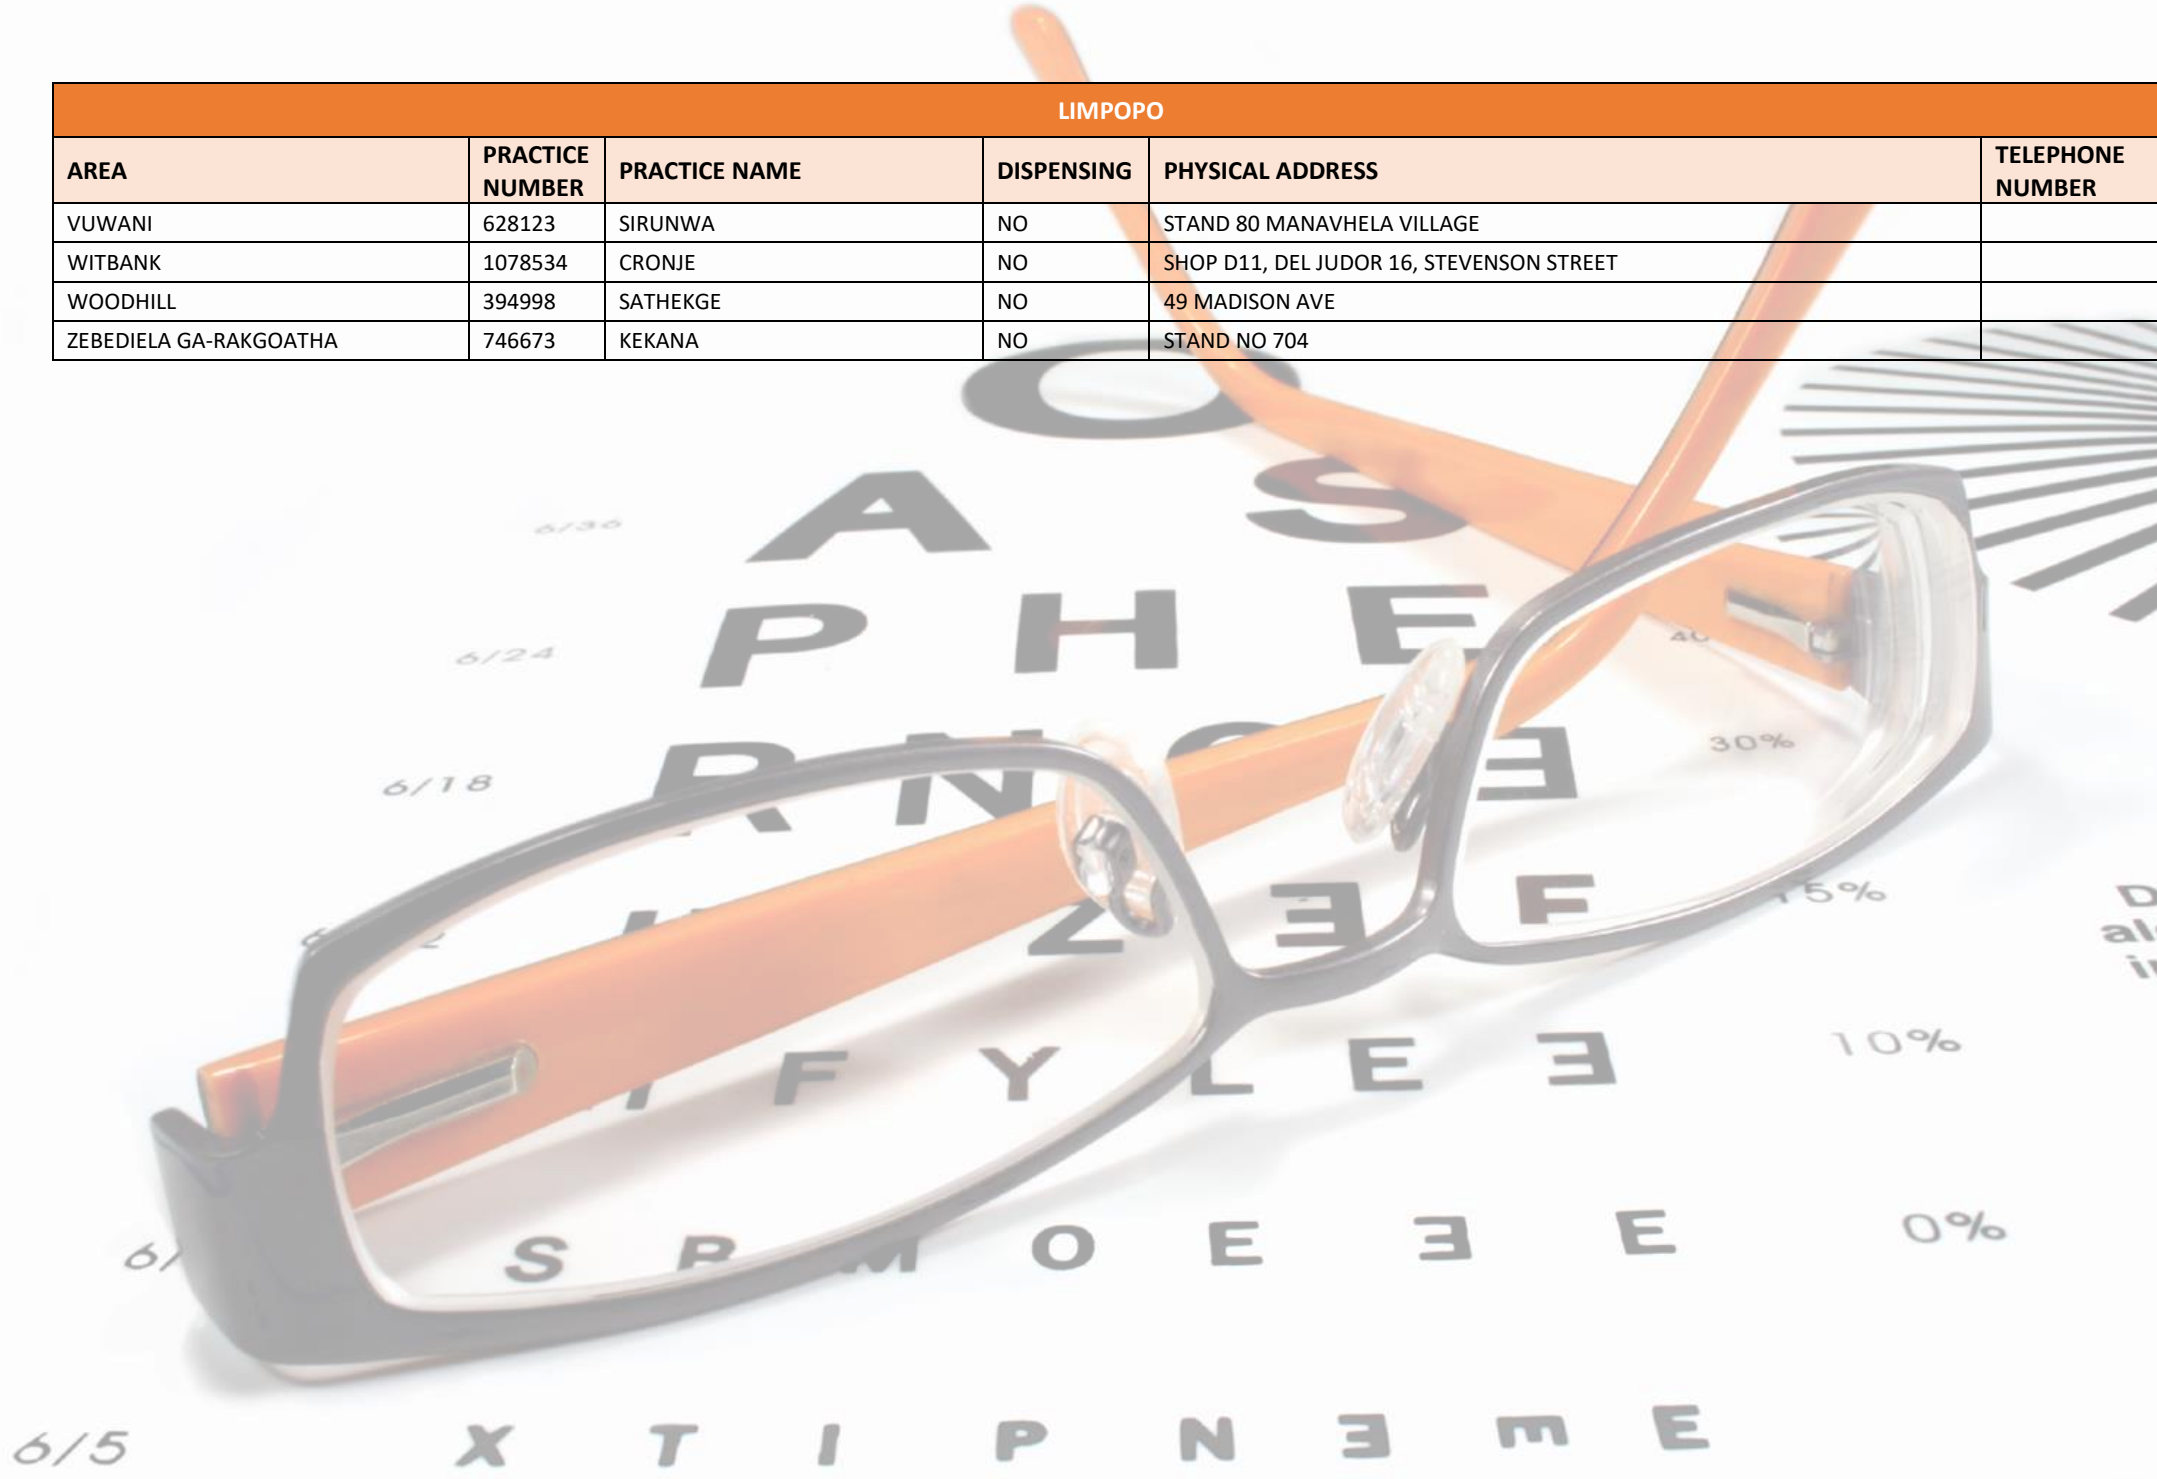 LIMPOPO
AREA PRACTICE NUMBER PRACTICE NAME DISPENSING PHYSICAL ADDRESS TELEPHONE NUMBER
VUWANI 628123 SIRUNWA NO STAND 80 MANAVHELA VILLAGE
WITBANK 1078534 CRONJE NO SHOP D11, DEL JUDOR 16, STEVENSON STREET
WOODHILL 394998 SATHEKGE NO 49 MADISON AVE
ZEBEDIELA GA-RAKGOATHA 746673 KEKANA NO STAND NO 704
O
6/36 A S
6/24 P H E
6/18 R N 30%
Z E F
F Y L E E 10%
S R M O E E E 0%
6/5 X T I P N E E E